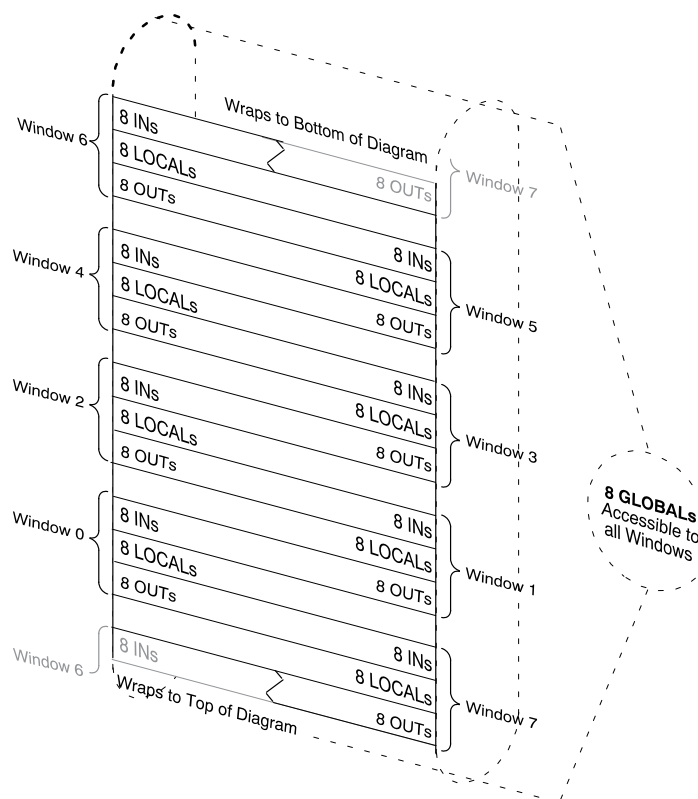 Wraps to Bottom of Diagram
Window 6
8 INs
8 LOCALs
8 OUTs
8 OUTs
Window 7
Window 4
8 INs
8 LOCALs
8 OUTs
8 INs
8 LOCALs
8 OUTs
Window 5
Window 2
8 INs
8 LOCALs
8 OUTs
8 INs
8 LOCALs
8 OUTs
Window 3
Window 0
8 INs
8 LOCALs
8 OUTs
8 INs
8 LOCALs
8 OUTs
Window 1
Window 6
8 INs
8 INs
8 LOCALs
8 OUTs
Window 7
Wraps to Top of Diagram
8 GLOBALs
Accessible to
all Windows